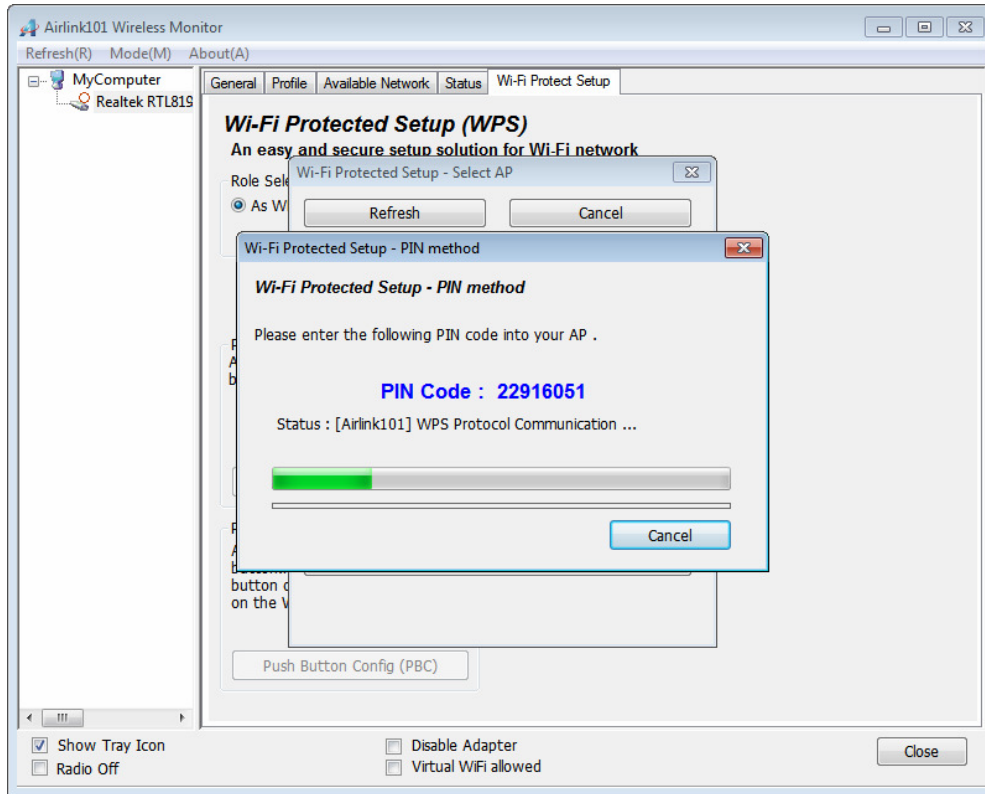 Airlink101 Wireless Monitor
Refresh(R) Mode(M) About(A)
MyComputer
Realtek RTL819
General Profile Available Network Status Wi-Fi Protect Setup
Wi-Fi Protected Setup (WPS)
An easy and secure setup solution for Wi-Fi network
Role Sele
As Wi
Wi-Fi Protected Setup - Select AP
Refresh Cancel
Wi-Fi Protected Setup - PIN method
Wi-Fi Protected Setup - PIN method
Please enter the following PIN code into your AP .
PIN Code : 22916051
Status : [Airlink101] WPS Protocol Communication ...
Cancel
button o
on the
Push Button Config (PBC)
Show Tray Icon
Radio Off
Disable Adapter
Virtual WiFi allowed
Close